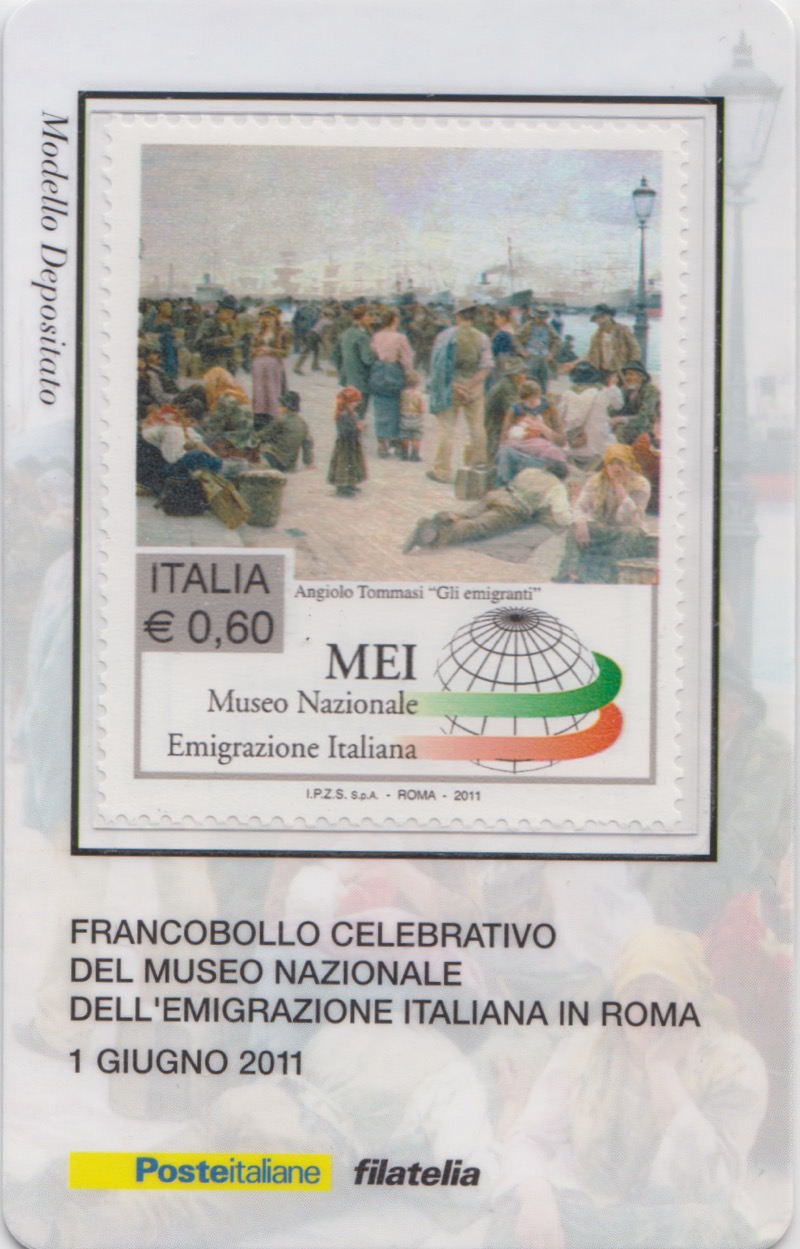 Modello Depositato
ITALIA
€ 0,60
Angiolo Tommasi "Gli emigranti"
MEI
Museo Nazionale
Emigrazione Italiana
I.P.Z.S. S.p.A. - ROMA - 2011
FRANCOBOLLO CELEBRATIVO
DEL MUSEO NAZIONALE
DELL'EMIGRAZIONE ITALIANA IN ROMA
1 GIUGNO 2011
Posteitaliane filatelia